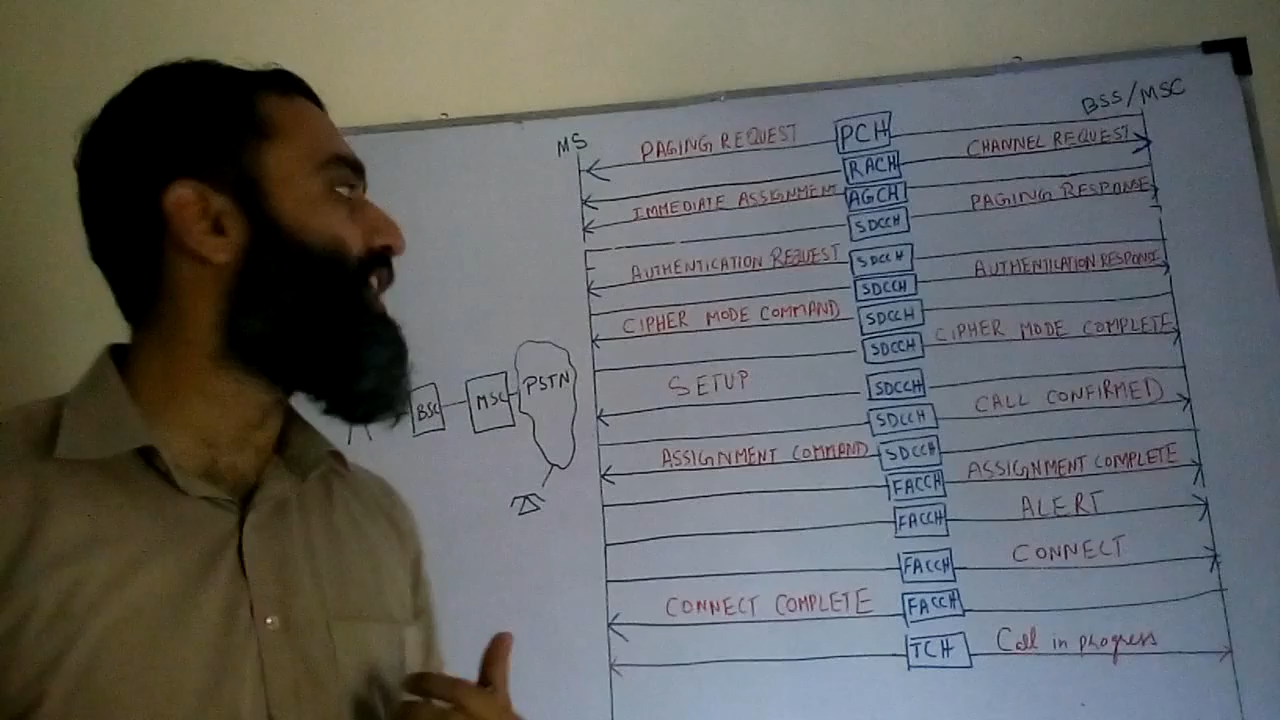 MS BSS/MSC
PAGING REQUEST PCH
RACH CHANNEL REQUEST
IMMEDIATE ASSIGNMENT AGCH
SDCCH PAGING RESPONSE
AUTHENTICATION REQUEST SDCCH
SDCCH AUTHENTICATION RESPONSE
CIPHER MODE COMMAND SDCCH
SDCCH CIPHER MODE COMPLETE
SETUP SDCCH
SDCCH CALL CONFIRMED
ASSIGNMENT COMMAND SDCCH
FACCH ASSIGNMENT COMPLETE
FACCH ALERT
FACCH CONNECT
CONNECT COMPLETE FACCH
TCH Call in progress
BSC MSC PSTN